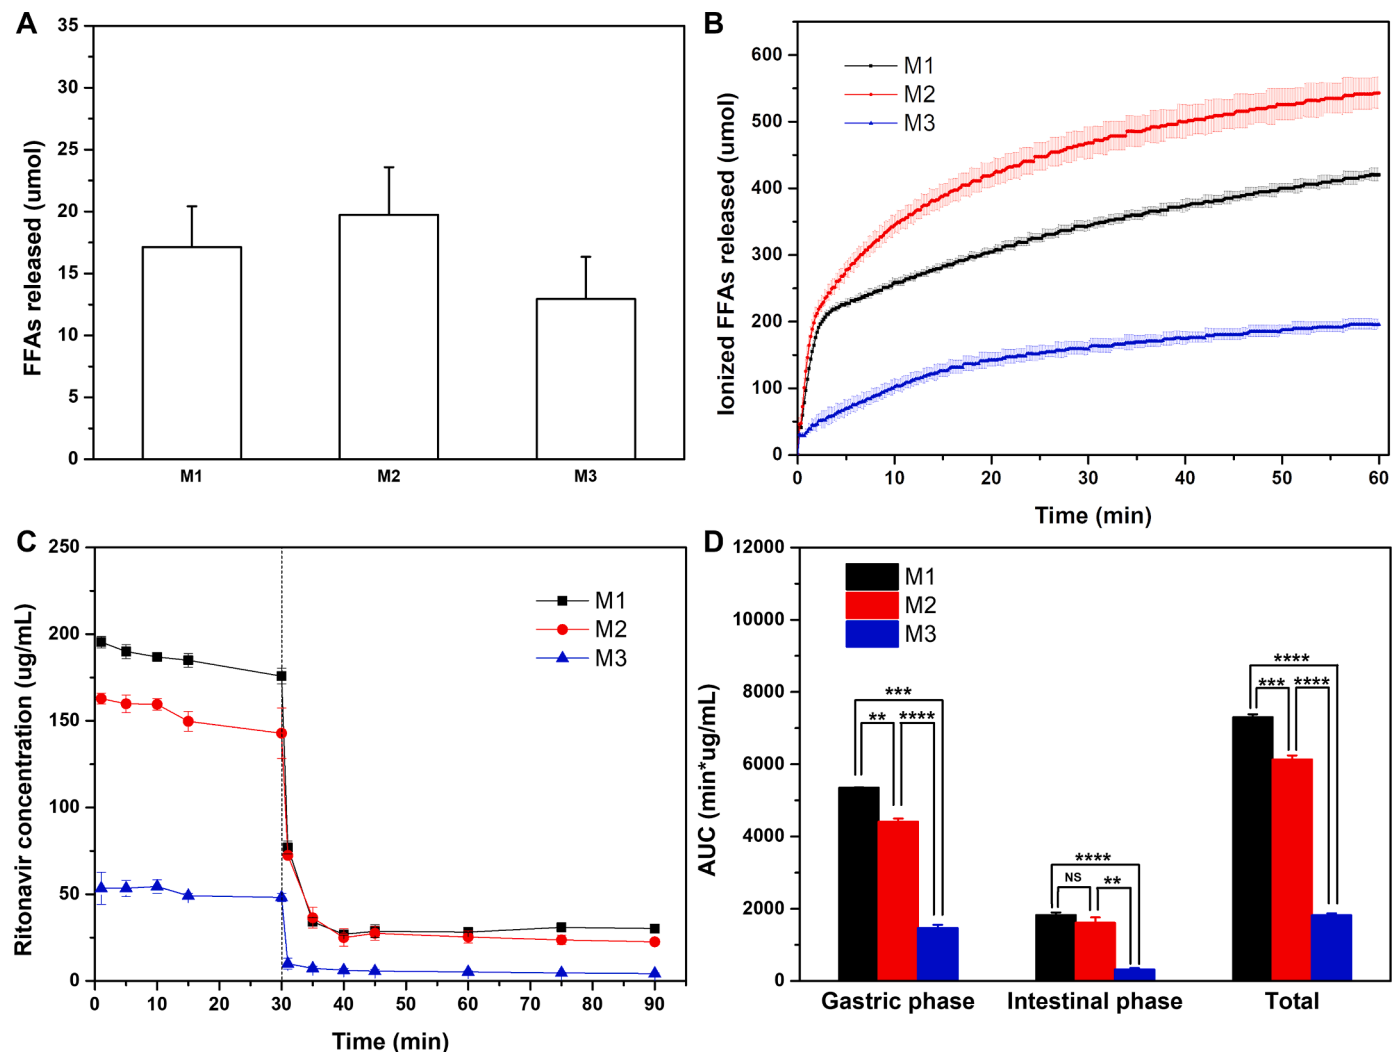 A
35
30
25
20
15
10
5
0
FFAs released (umol)
M1
M2
M3
B
600
500
400
300
200
100
0
Ionized FFAs released (umol)
M1
M2
M3
0
10
20
30
40
50
60
Time (min)
C
250
200
150
100
50
0
Ritonavir concentration (ug/mL)
M1
M2
M3
0
10
20
30
40
50
60
70
80
90
Time (min)
D
12000
10000
8000
6000
4000
2000
0
AUC (min*ug/mL)
M1
M2
M3
***
**
****
****
NS
**
****
***
****
Gastric phase
Intestinal phase
Total